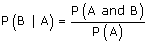 P(B | A) = P(A and B) / P(A)